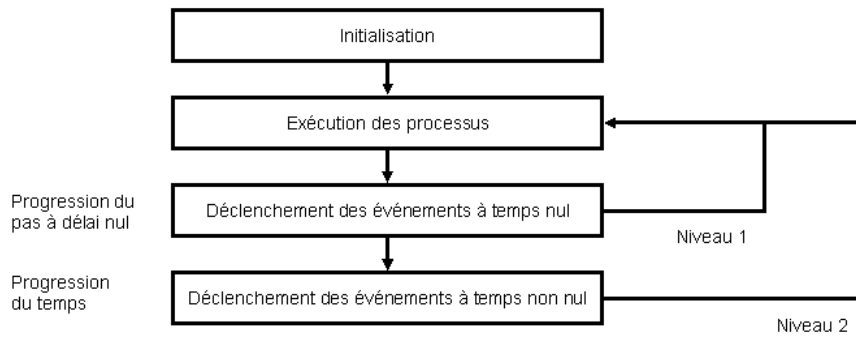 Initialisation
Exécution des processus
Progression du
pas à délai nul
Déclenchement des événements à temps nul
Niveau 1
Progression
du temps
Déclenchement des événements à temps non nul
Niveau 2